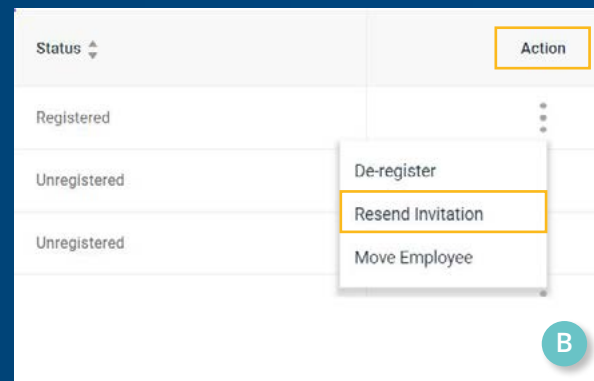 Status Action
Registered
Unregistered
Unregistered
De-register
Resend Invitation
Move Employee
B